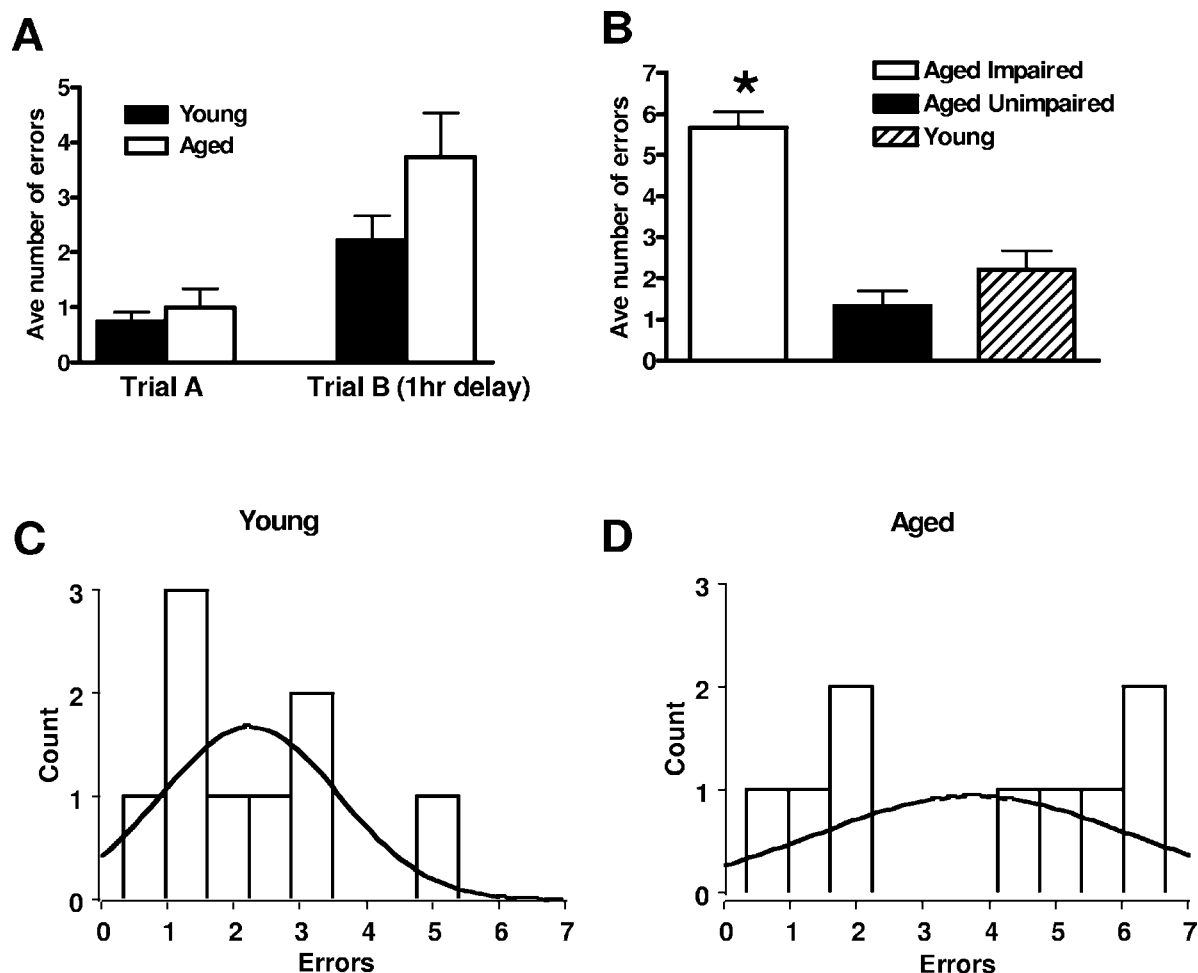 A
Ave number of errors
5
4
3
2
1
0
Young
Aged
Trial A
Trial B (1hr delay)
B
Ave number of errors
7
6
5
4
3
2
1
0
*
Aged Impaired
Aged Unimpaired
Young
C
Young
Count
3
2
1
0
0 1 2 3 4 5 6 7
Errors
D
Aged
Count
3
2
1
0
0 1 2 3 4 5 6 7
Errors